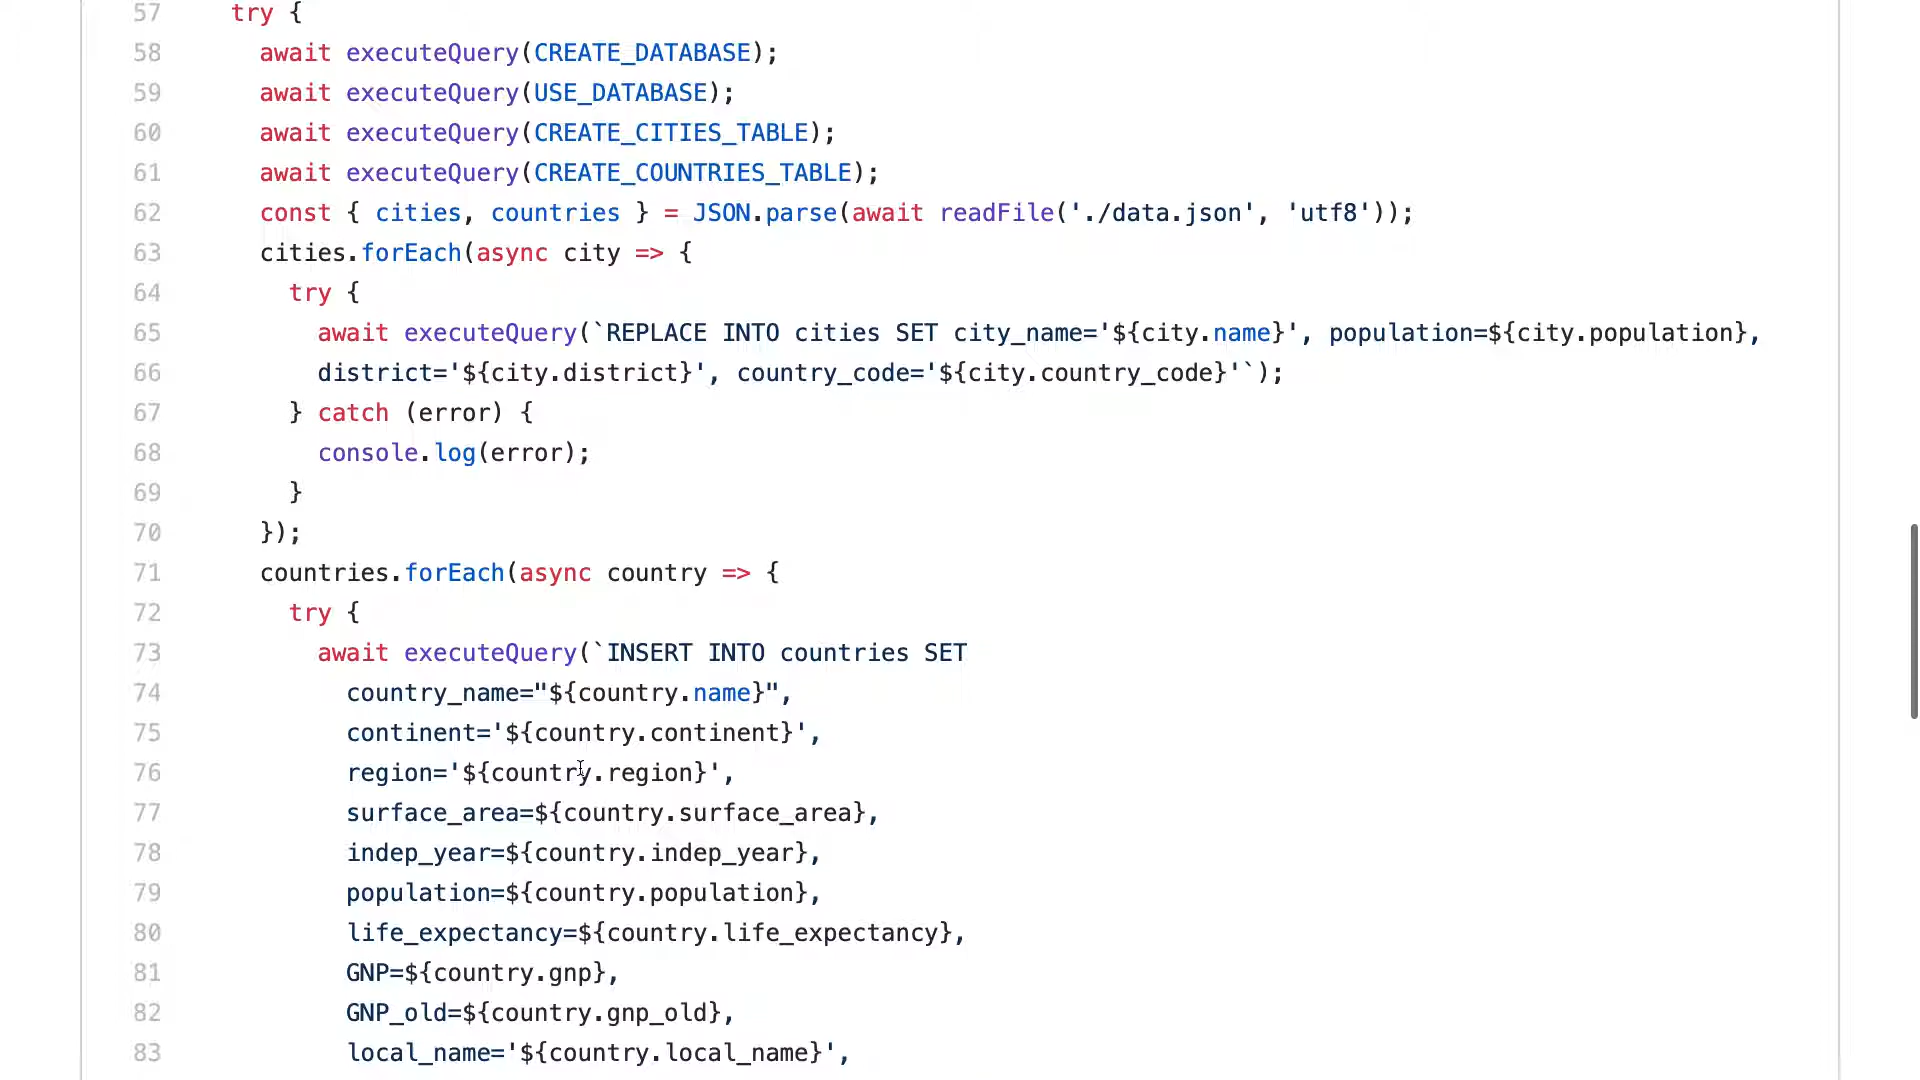 57 try {
58 await executeQuery(CREATE_DATABASE);
59 await executeQuery(USE_DATABASE);
60 await executeQuery(CREATE_CITIES_TABLE);
61 await executeQuery(CREATE_COUNTRIES_TABLE);
62 const { cities, countries } = JSON.parse(await readFile('./data.json', 'utf8'));
63 cities.forEach(async city => {
64 try {
65 await executeQuery(`REPLACE INTO cities SET city_name='${city.name}', population=${city.population},
66 district='${city.district}', country_code='${city.country_code}'`);
67 } catch (error) {
68 console.log(error);
69 }
70 });
71 countries.forEach(async country => {
72 try {
73 await executeQuery(`INSERT INTO countries SET
74 country_name="${country.name}",
75 continent='${country.continent}',
76 region='${country.region}',
77 surface_area=${country.surface_area},
78 indep_year=${country.indep_year},
79 population=${country.population},
80 life_expectancy=${country.life_expectancy},
81 GNP=${country.gnp},
82 GNP_old=${country.gnp_old},
83 local_name='${country.local_name}',